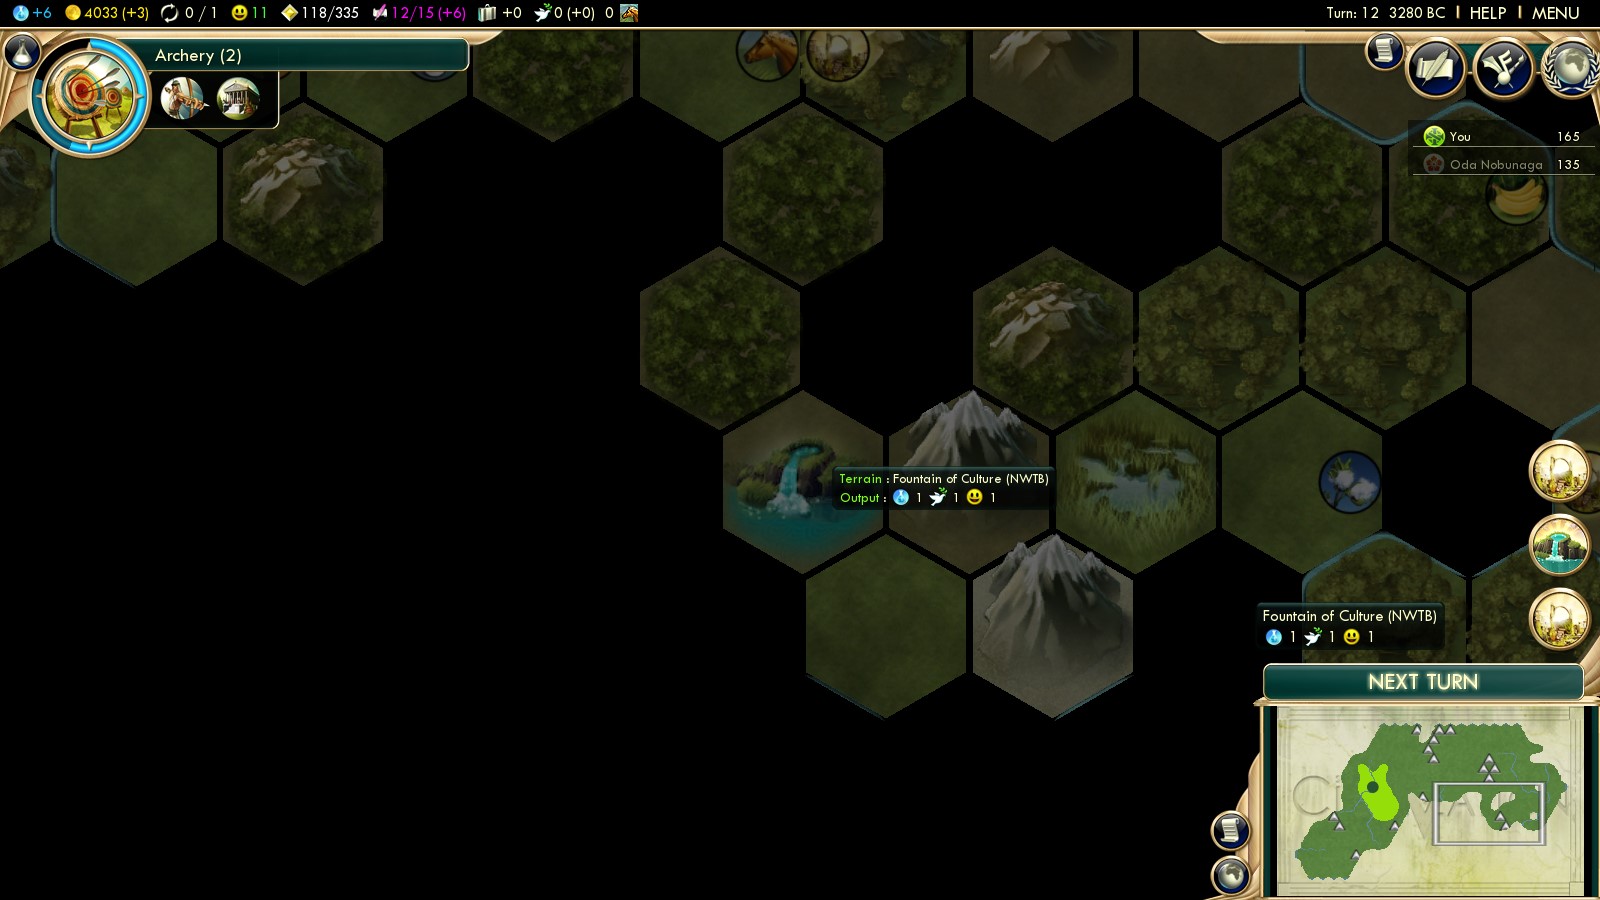 +6 4033 (+3) 0 / 1 11 118/335 12/15 (+6) +0 0 (+0) 0 Turn: 12 3280 BC HELP MENU
Archery (2)
You 165
Oda Nobunaga 135
Terrain : Fountain of Culture (NWTB)
Output : 1 1 1
Fountain of Culture (NWTB)
1 1 1
NEXT TURN